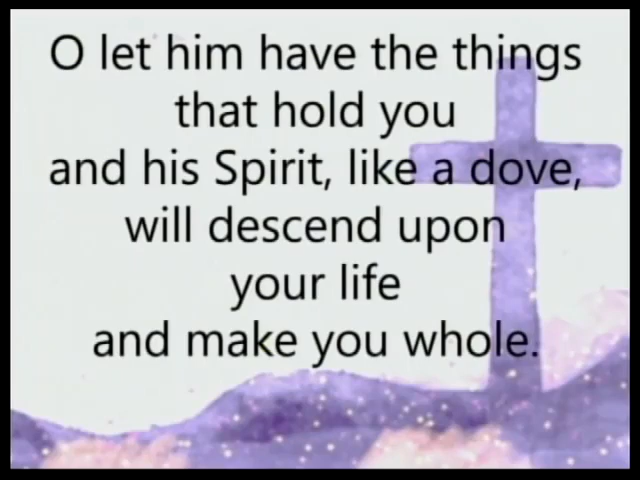 O let him have the things
that hold you
and his Spirit, like a dove,
will descend upon
your life
and make you whole.